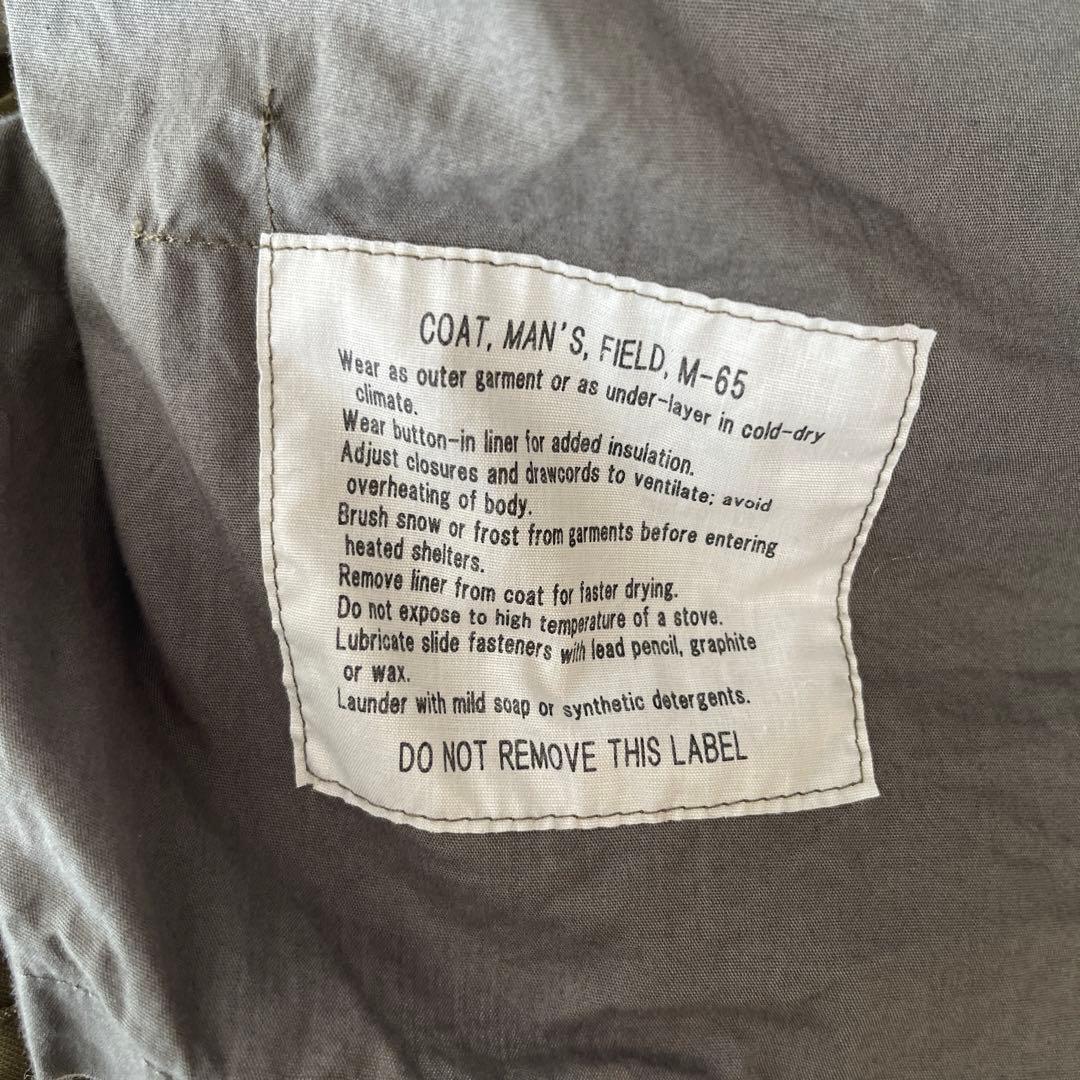 COAT, MAN'S, FIELD, M-65
Wear as outer garment or as under-layer in cold-dry
climate.
Wear button-in liner for added insulation.
Adjust closures and drawcords to ventilate; avoid
overheating of body.
Brush snow or frost from garments before entering
heated shelters.
Remove liner from coat for faster drying.
Do not expose to high temperature of a stove.
Lubricate slide fasteners with lead pencil, graphite
or wax.
Launder with mild soap or synthetic detergents.
DO NOT REMOVE THIS LABEL